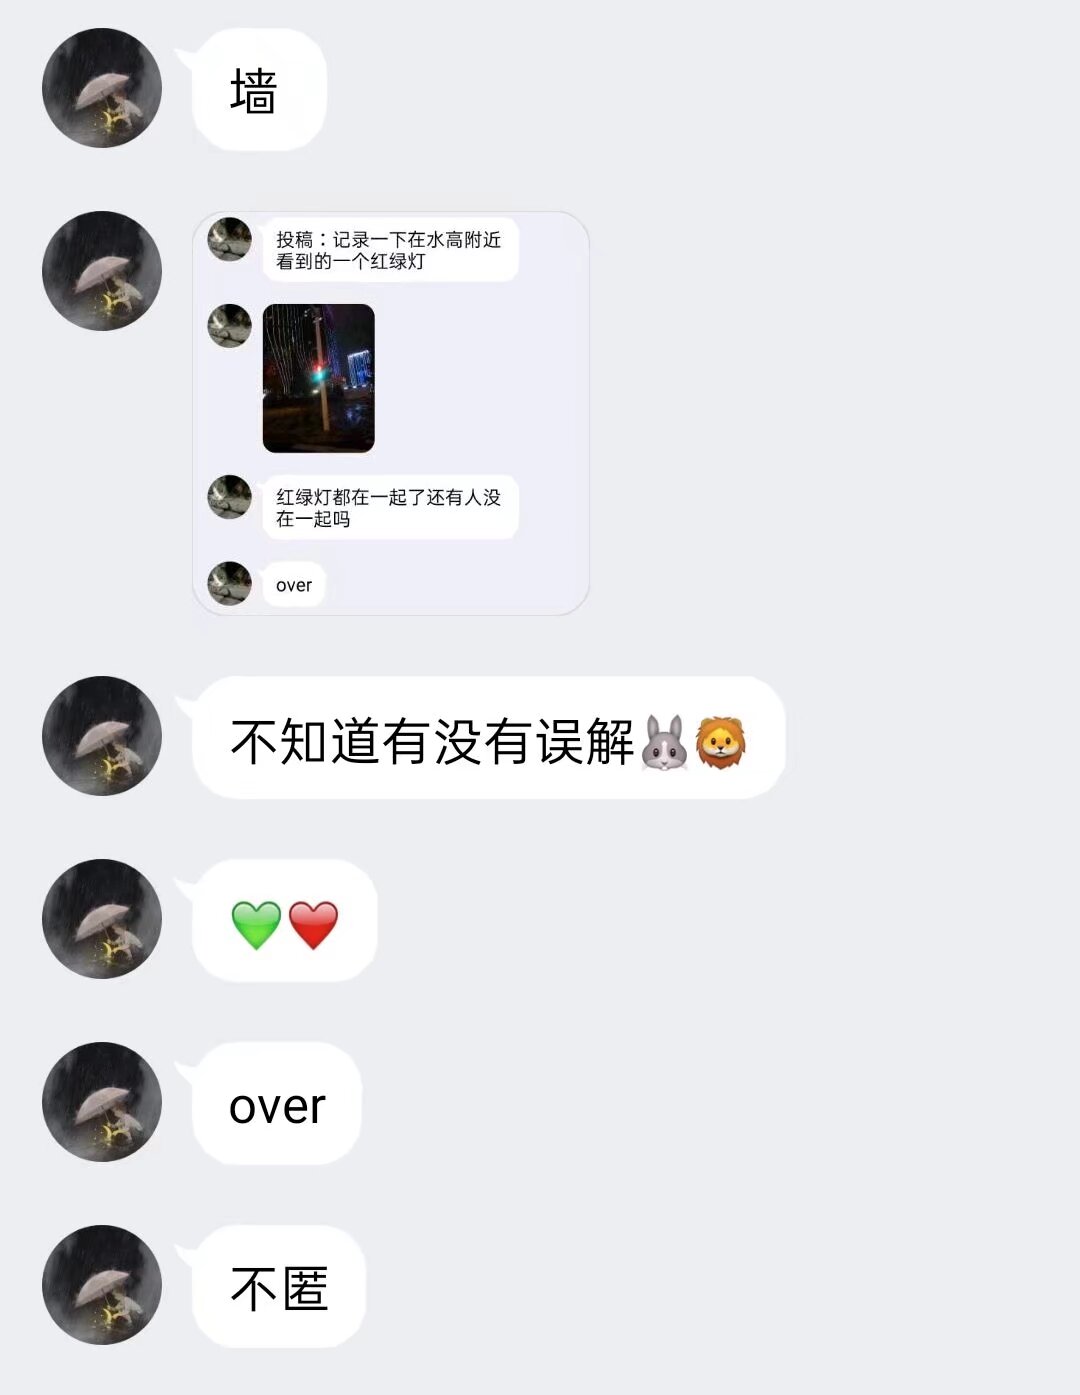 墙
投稿：记录一下在水高附近
看到的一个红绿灯
红绿灯都在一起了还有人没
在一起吗
over
不知道有没有误解🐰🦁
💚❤️
over
不匿